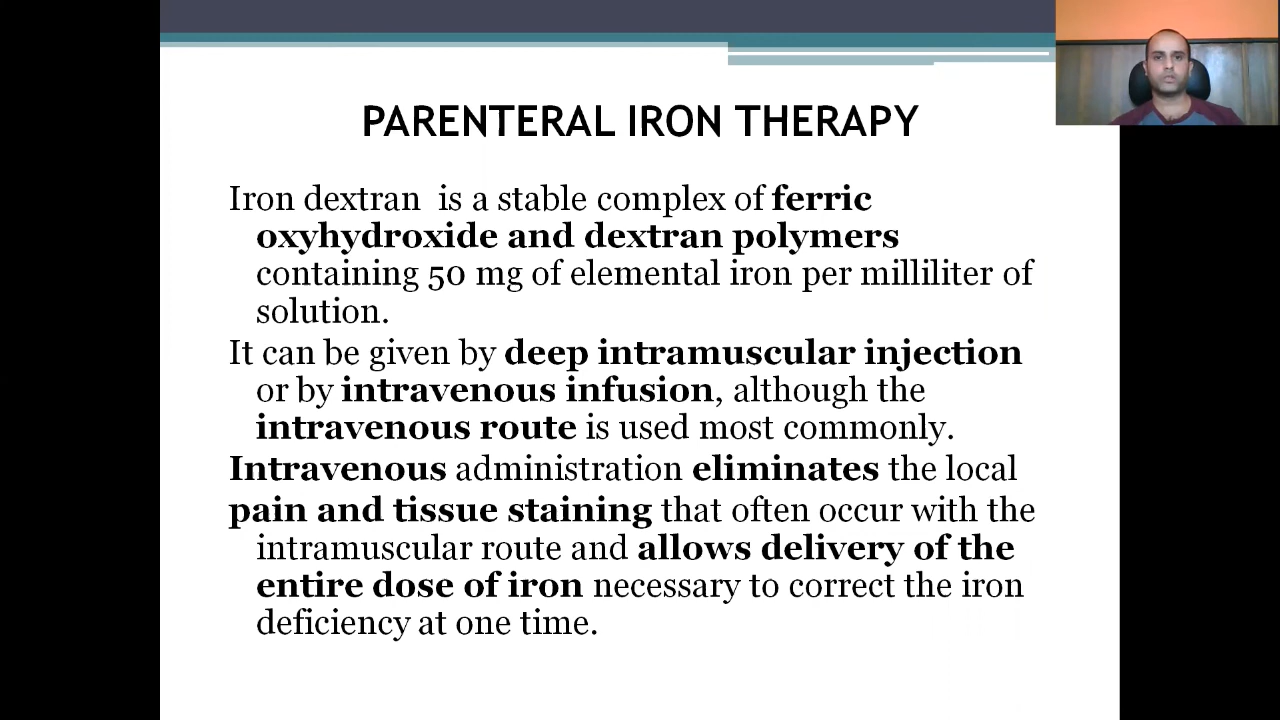 PARENTERAL IRON THERAPY
Iron dextran is a stable complex of ferric
oxyhydroxide and dextran polymers
containing 50 mg of elemental iron per milliliter of
solution.
It can be given by deep intramuscular injection
or by intravenous infusion, although the
intravenous route is used most commonly.
Intravenous administration eliminates the local
pain and tissue staining that often occur with the
intramuscular route and allows delivery of the
entire dose of iron necessary to correct the iron
deficiency at one time.